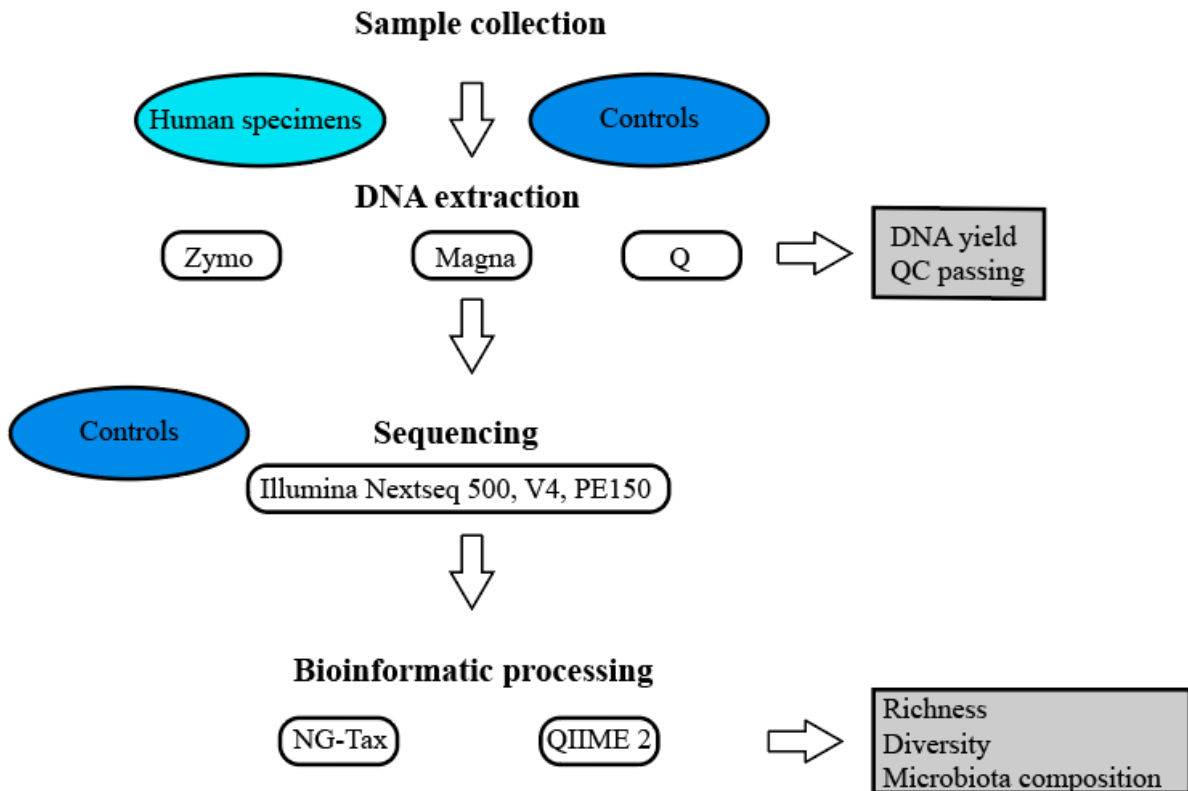 Sample collection
Human specimens
Controls
DNA extraction
Zymo
Magna
Q
DNA yield
QC passing
Controls
Sequencing
Illumina Nextseq 500, V4, PE150
Bioinformatic processing
NG-Tax
QIIME 2
Richness
Diversity
Microbiota composition